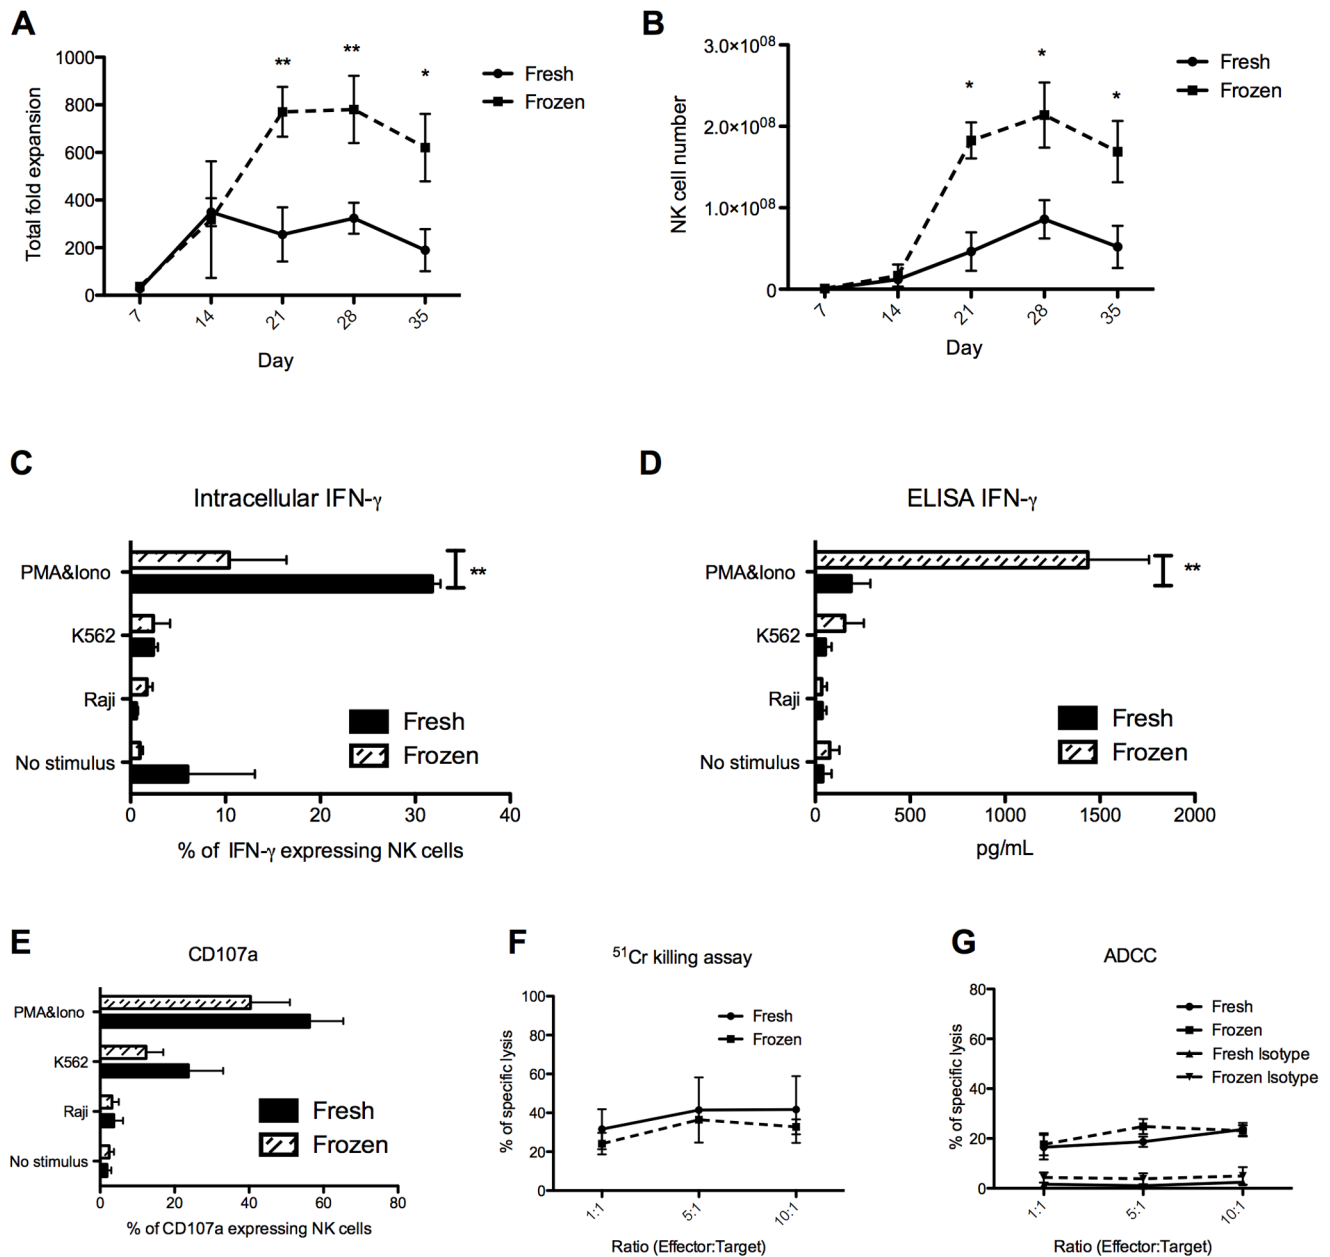 A
1000
800
600
400
200
0
Total fold expansion
**
**
*
Fresh
Frozen
7
14
21
28
35
Day
B
3.0×10⁰⁸
2.0×10⁰⁸
1.0×10⁰⁸
0
NK cell number
*
*
*
Fresh
Frozen
7
14
21
28
35
Day
C
Intracellular IFN-γ
PMA&Iono
K562
Raji
No stimulus
**
Fresh
Frozen
0 10 20 30 40
% of IFN-γ expressing NK cells
D
ELISA IFN-γ
PMA&Iono
K562
Raji
No stimulus
**
Fresh
Frozen
0 500 1000 1500 2000
pg/mL
E
CD107a
PMA&Iono
K562
Raji
No stimulus
Fresh
Frozen
0 20 40 60 80
% of CD107a expressing NK cells
F
⁵¹Cr killing assay
100
80
60
40
20
0
% of specific lysis
Fresh
Frozen
1:1
5:1
10:1
Ratio (Effector:Target)
G
ADCC
80
60
40
20
0
% of specific lysis
Fresh
Frozen
Fresh Isotype
Frozen Isotype
1:1
5:1
10:1
Ratio (Effector:Target)